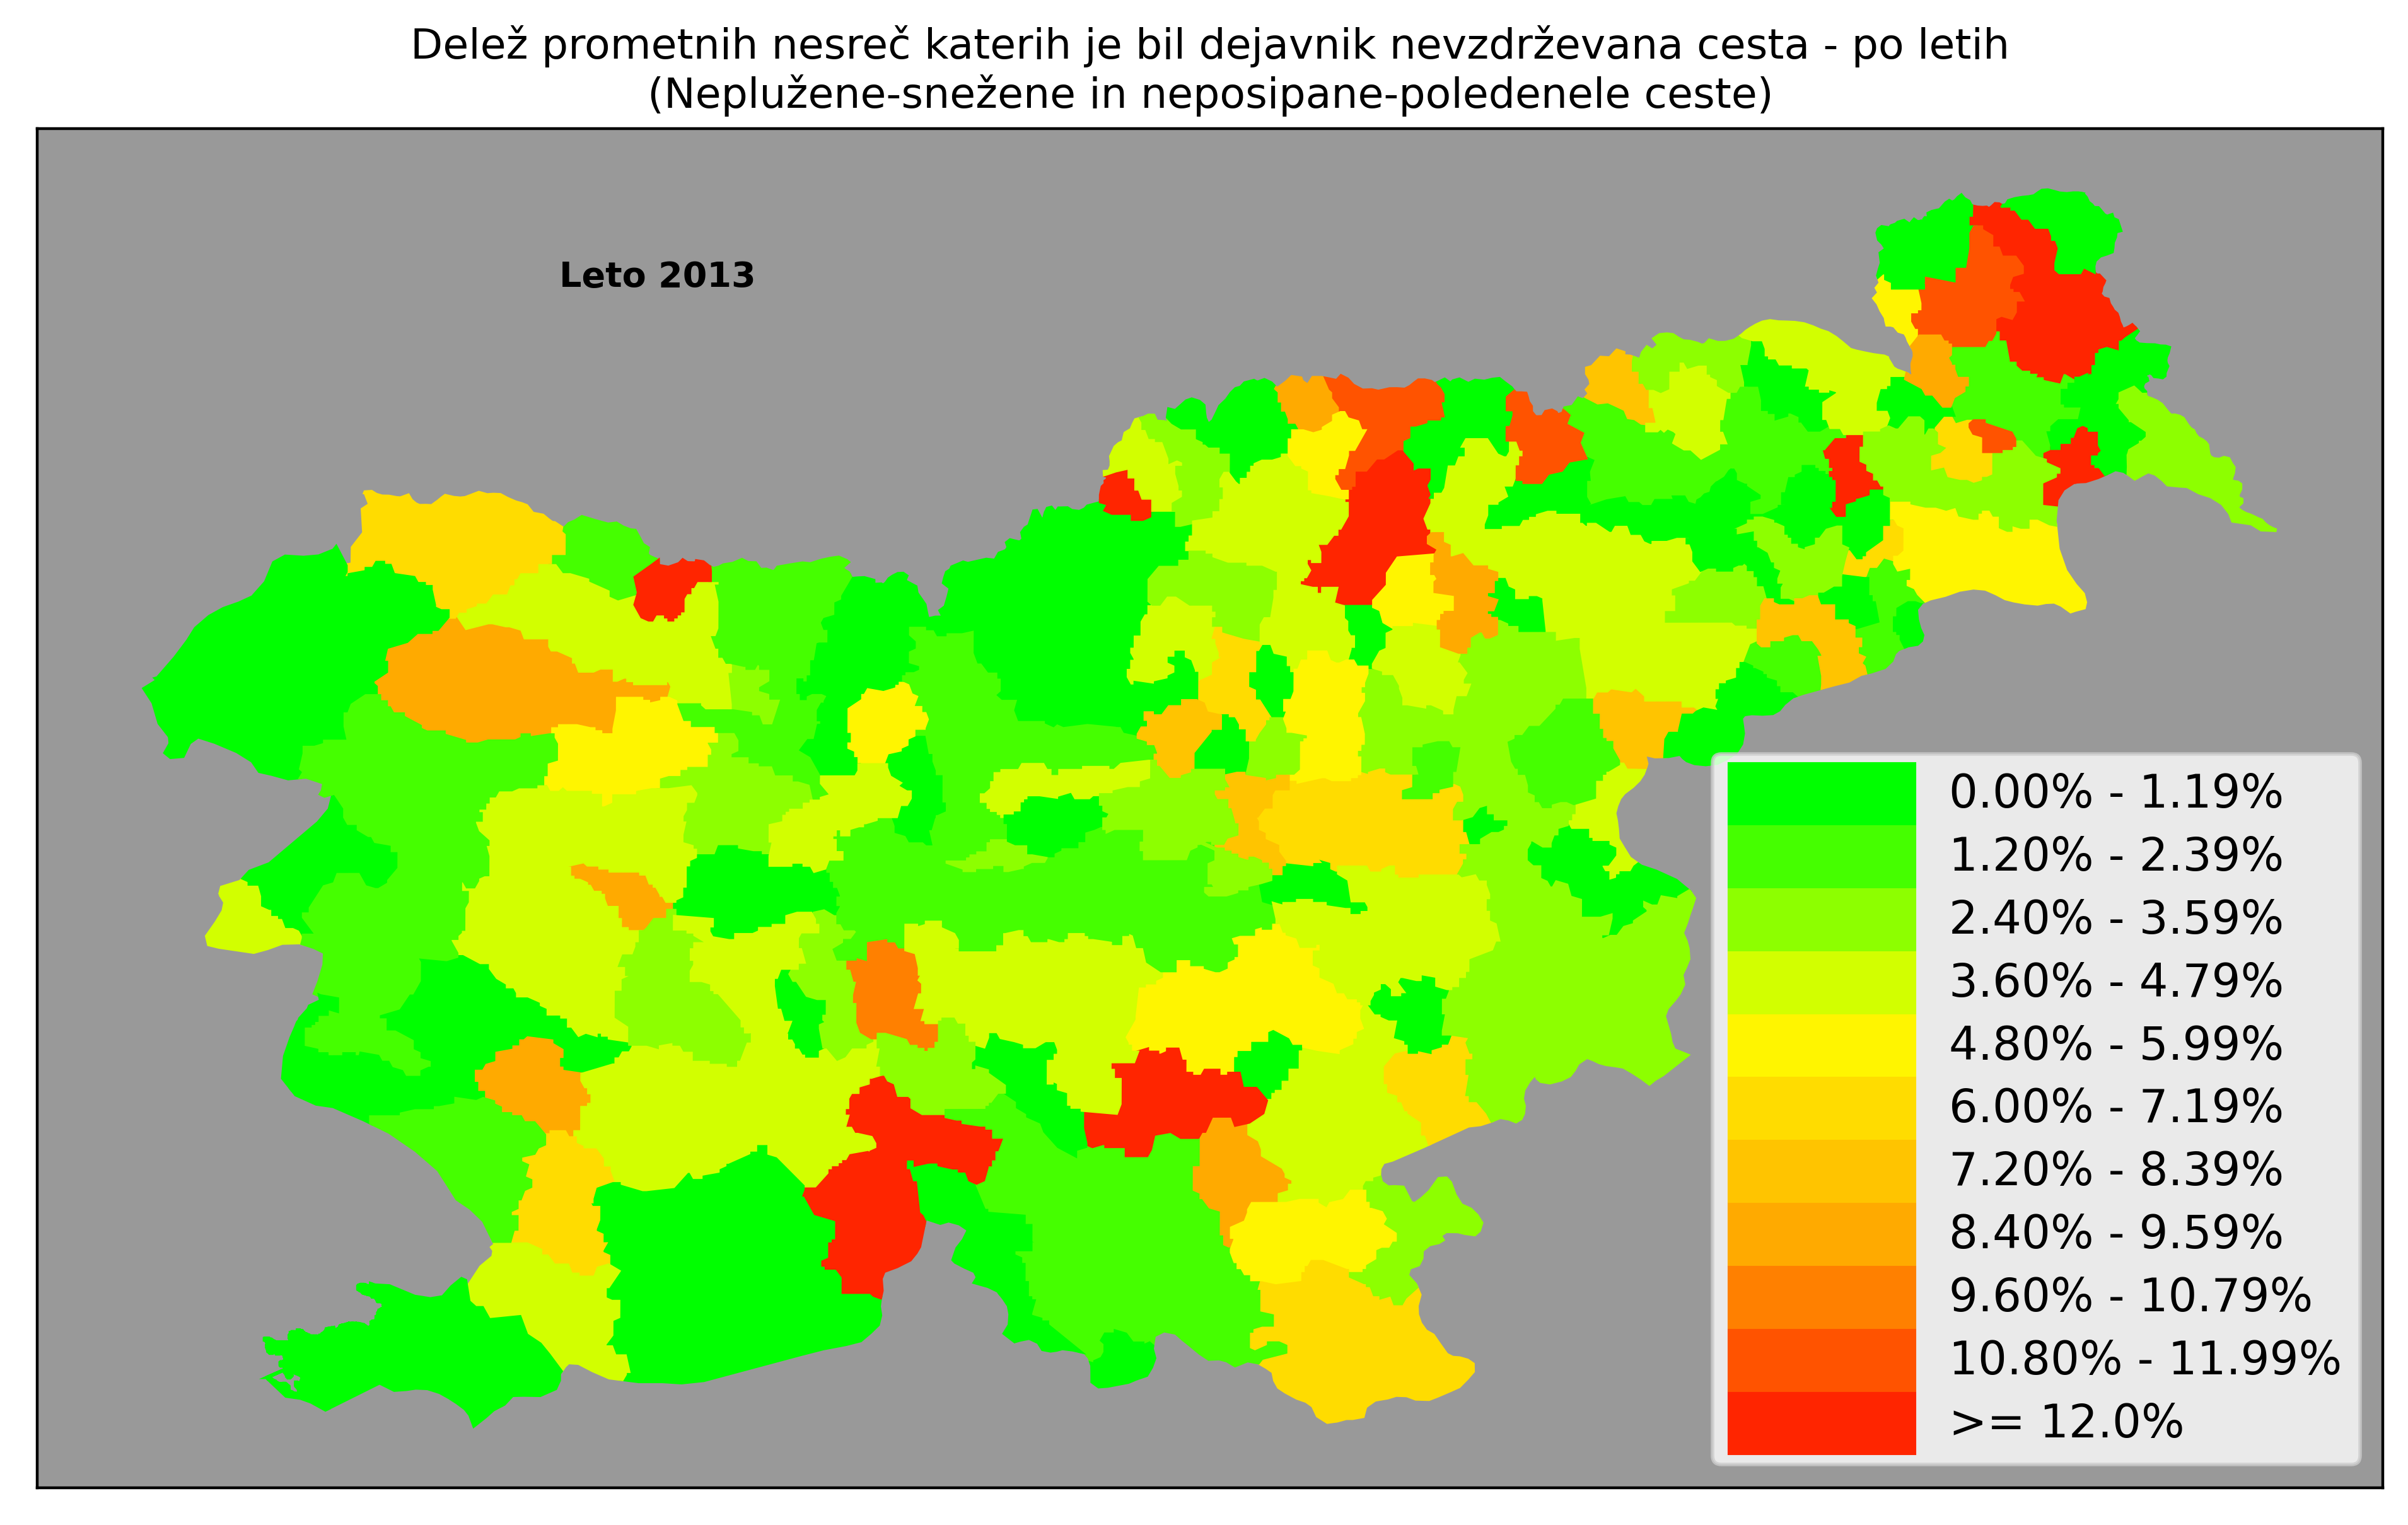 Delež prometnih nesreč katerih je bil dejavnik nevzdrževana cesta - po letih
(Neplužene-snežene in neposipane-poledenele ceste)
Leto 2013
0.00% - 1.19%
1.20% - 2.39%
2.40% - 3.59%
3.60% - 4.79%
4.80% - 5.99%
6.00% - 7.19%
7.20% - 8.39%
8.40% - 9.59%
9.60% - 10.79%
10.80% - 11.99%
>= 12.0%